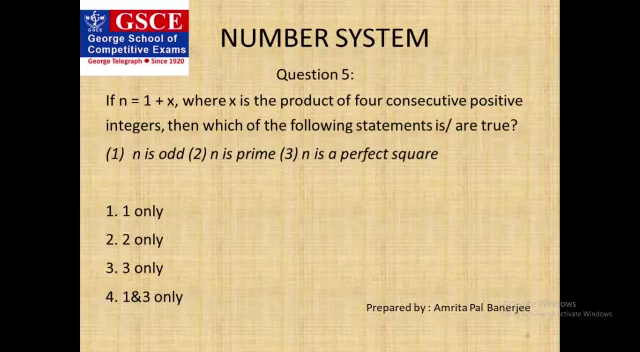 GSCE
GSCE
George School of
Competitive Exams
George Telegraph Since 1920
NUMBER SYSTEM
Question 5:
If n = 1 + x, where x is the product of four consecutive positive
integers, then which of the following statements is/ are true?
(1) n is odd (2) n is prime (3) n is a perfect square
1. 1 only
2. 2 only
3. 3 only
4. 1&3 only
Prepared by : Amrita Pal Banerjee
Activate Windows